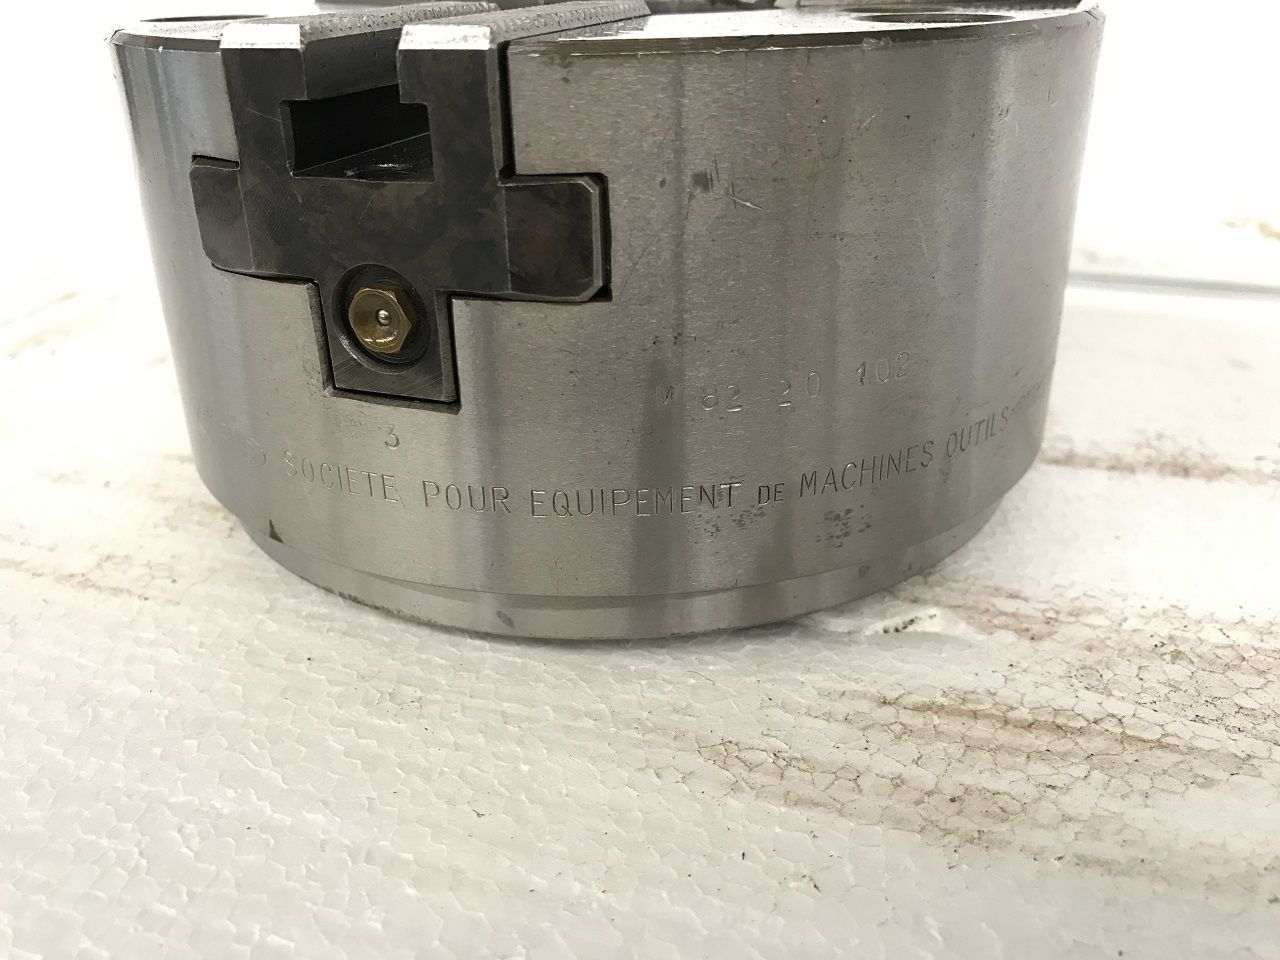 M 82 20 102
3
SOCIETE POUR EQUIPEMENT DE MACHINES OUTILS